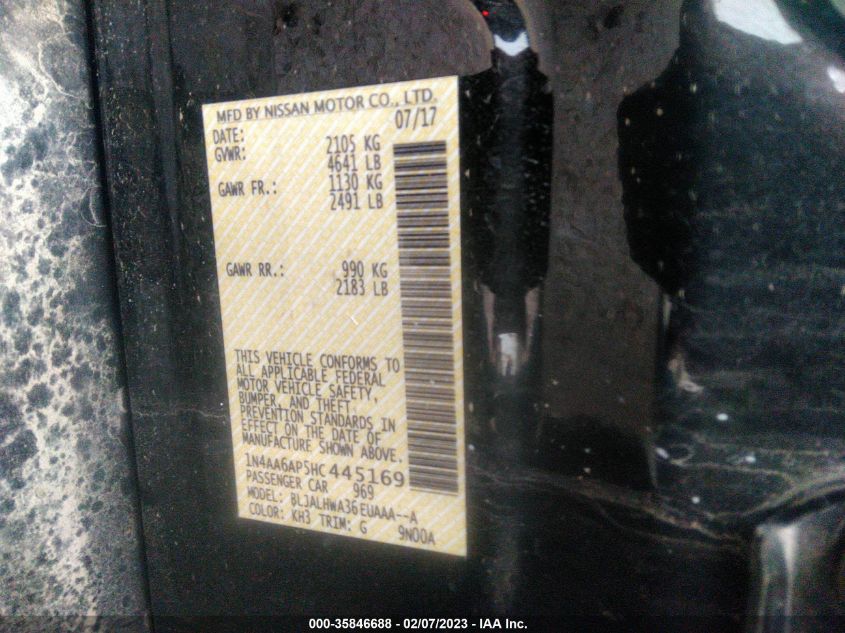 MFD BY NISSAN MOTOR CO., LTD.
DATE: 07/17
GVWR: 2105 KG
4641 LB
GAWR FR.: 1130 KG
2491 LB
GAWR RR.: 990 KG
2183 LB
THIS VEHICLE CONFORMS TO
ALL APPLICABLE FEDERAL
MOTOR VEHICLE SAFETY,
BUMPER, AND THEFT
PREVENTION STANDARDS IN
EFFECT ON THE DATE OF
MANUFACTURE SHOWN ABOVE.
1N4AA6AP5HC445169
PASSENGER CAR 969
MODEL: BLJALHWA36EUAAA--A
COLOR: KH3 TRIM: G 9N00A
000-35846688 - 02/07/2023 - IAA Inc.